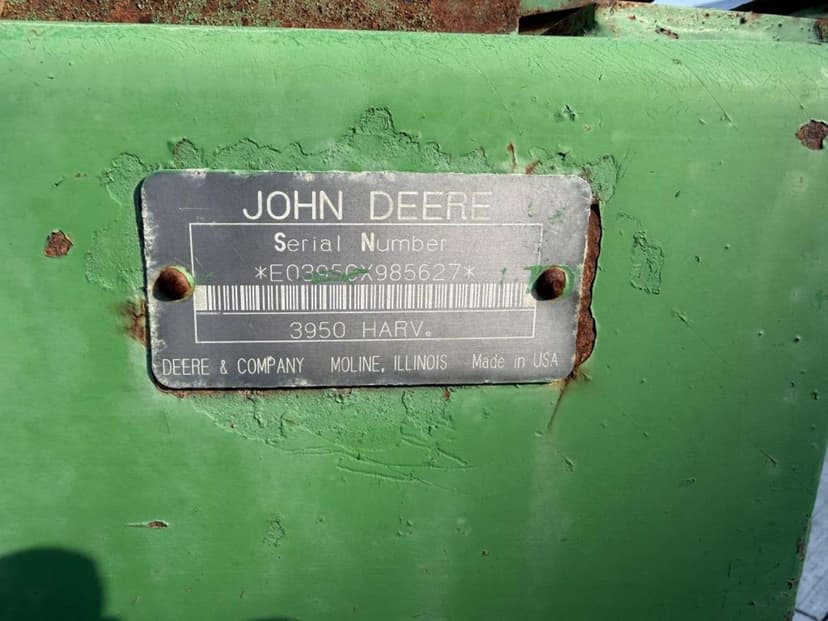 JOHN DEERE
Serial Number
*E03950X985627*
3950 HARV.
DEERE & COMPANY MOLINE, ILLINOIS Made in USA